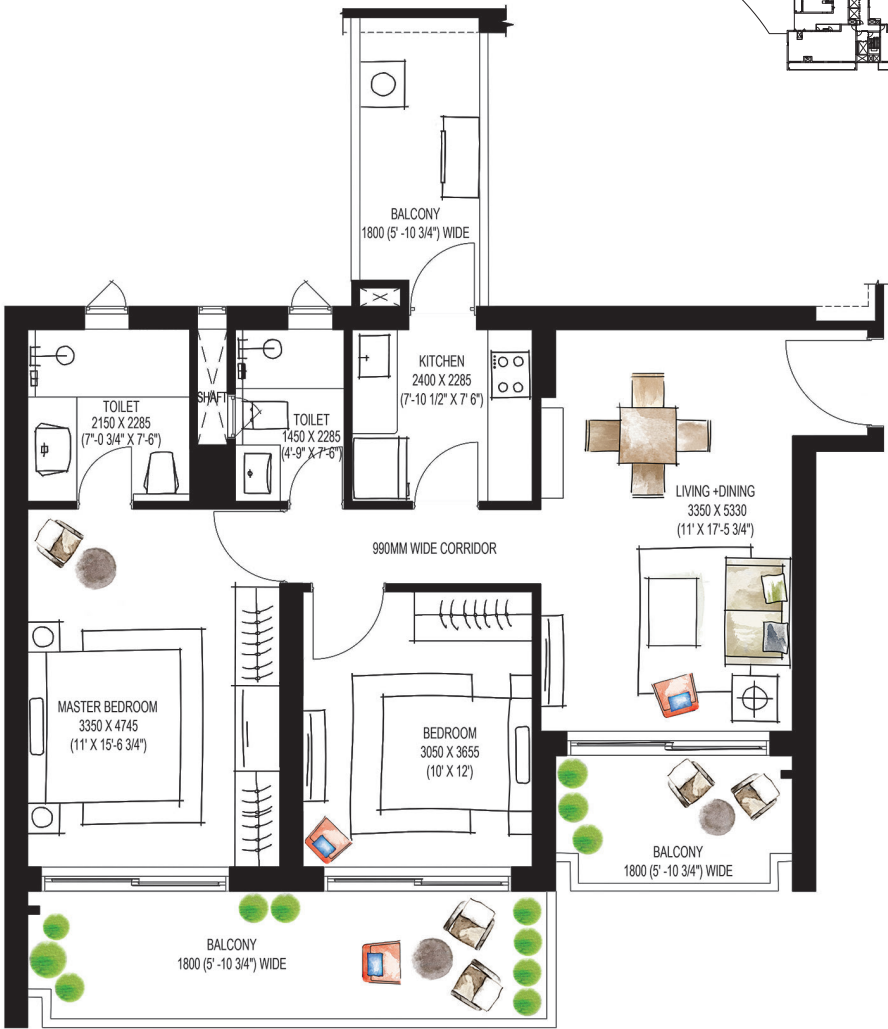 BALCONY
1800 (5' -10 3/4") WIDE
KITCHEN
2400 X 2285
(7'-10 1/2" X 7' 6")
TOILET
2150 X 2285
(7"-0 3/4" X 7'-6")
SHAFT
TOILET
1450 X 2285
(4'-9" X 7'-6")
LIVING +DINING
3350 X 5330
(11' X 17'-5 3/4")
990MM WIDE CORRIDOR
MASTER BEDROOM
3350 X 4745
(11' X 15'-6 3/4")
BEDROOM
3050 X 3655
(10' X 12')
BALCONY
1800 (5' -10 3/4") WIDE
BALCONY
1800 (5' -10 3/4") WIDE